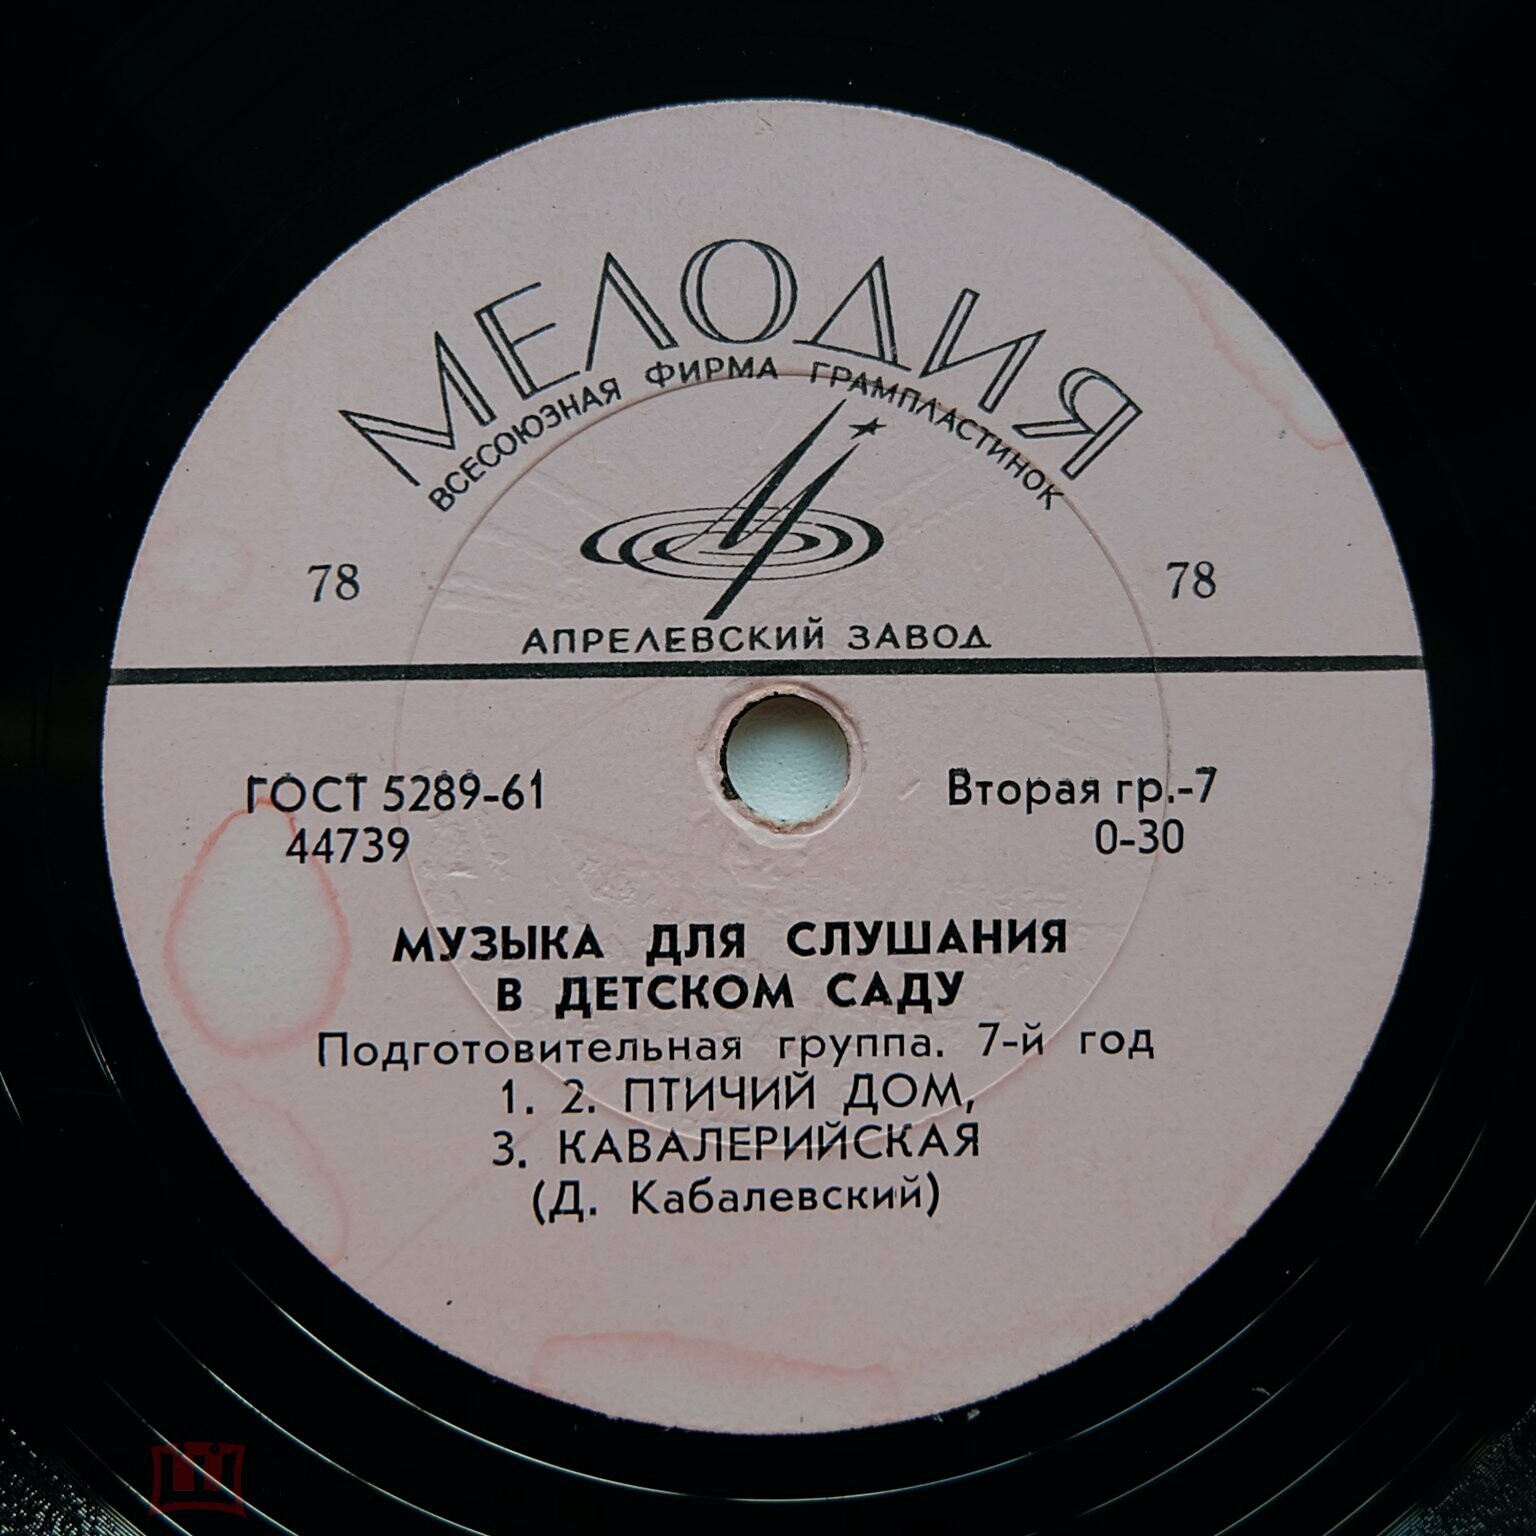 МЕЛОДИЯ
ВСЕСОЮЗНАЯ ФИРМА ГРАМПЛАСТИНОК
78 78
АПРЕЛЕВСКИЙ ЗАВОД
ГОСТ 5289-61 Вторая гр.-7
44739 0-30
МУЗЫКА ДЛЯ СЛУШАНИЯ
В ДЕТСКОМ САДУ
Подготовительная группа. 7-й год
1. 2. ПТИЧИЙ ДОМ,
3. КАВАЛЕРИЙСКАЯ
(Д. Кабалевский)